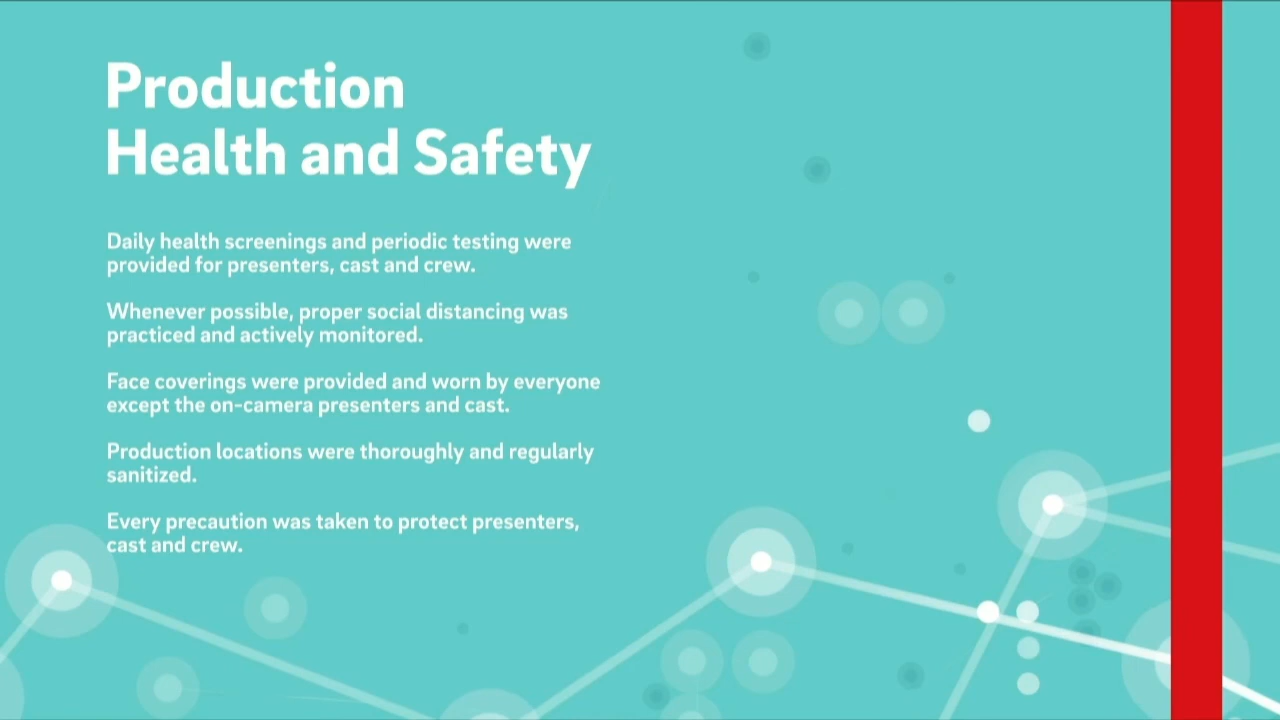 Production
Health and Safety
Daily health screenings and periodic testing were
provided for presenters, cast and crew.
Whenever possible, proper social distancing was
practiced and actively monitored.
Face coverings were provided and worn by everyone
except the on-camera presenters and cast.
Production locations were thoroughly and regularly
sanitized.
Every precaution was taken to protect presenters,
cast and crew.